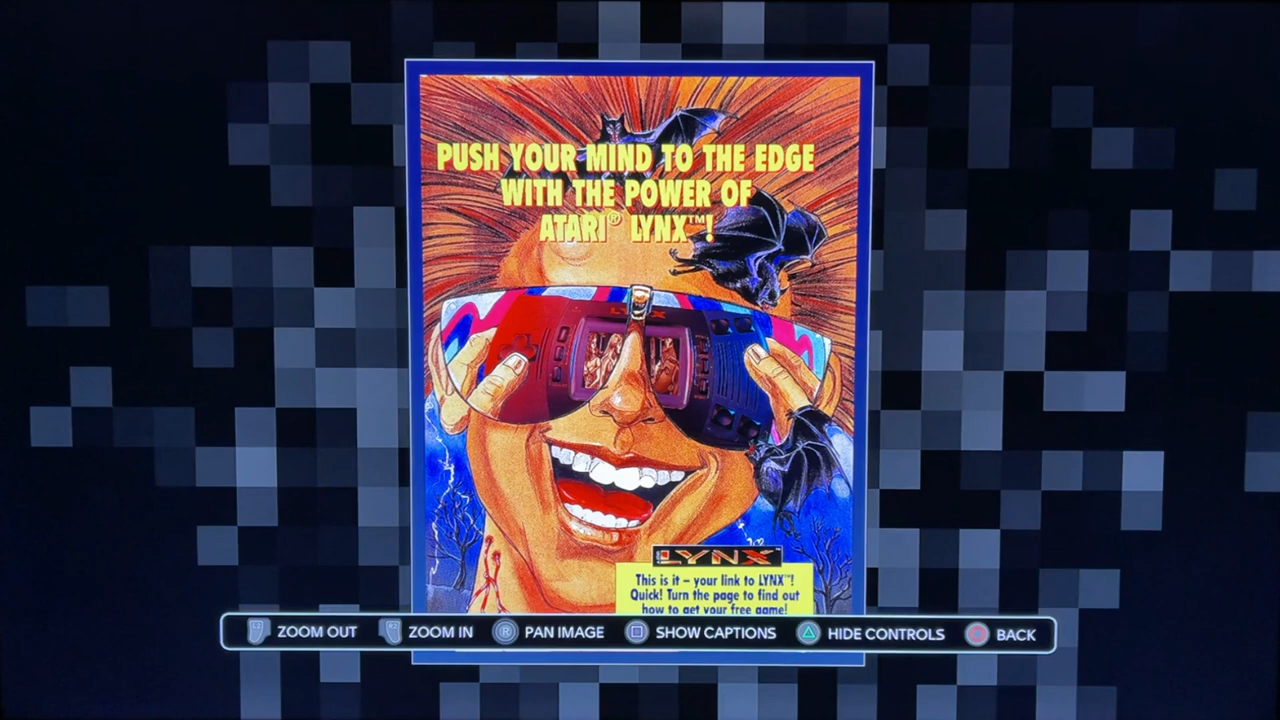 PUSH YOUR MIND TO THE EDGE
WITH THE POWER OF
ATARI® LYNX™!
LYNX
LYNX
This is it – your link to LYNX™!
Quick! Turn the page to find out
how to get your free game!
L2 ZOOM OUT R2 ZOOM IN R PAN IMAGE SHOW CAPTIONS HIDE CONTROLS BACK